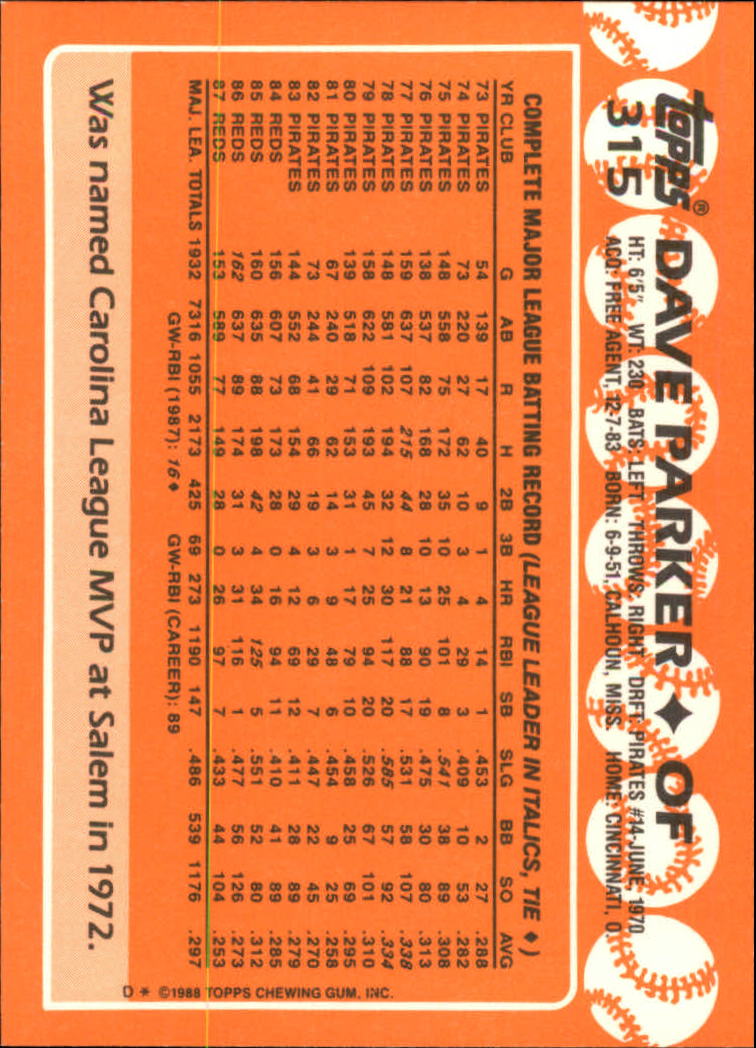 topps® DAVE PARKER ◆ OF
315 HT: 6'5" WT: 230 BATS: LEFT THROWS: RIGHT DRFT: PIRATES #14-JUNE, 1970
ACQ: FREE AGENT, 12-7-83 BORN: 6-9-51, CALHOUN, MISS. HOME: CINCINNATI, O.
COMPLETE MAJOR LEAGUE BATTING RECORD (LEAGUE LEADER IN ITALICS, TIE ◆)
YR CLUB G AB R H 2B 3B HR RBI SB SLG BB SO AVG
73 PIRATES 54 139 17 40 9 1 4 14 1 .453 2 27 .288
74 PIRATES 73 220 27 62 10 3 4 29 3 .409 10 53 .282
75 PIRATES 148 558 75 172 35 10 25 101 8 .541 38 89 .308
76 PIRATES 138 537 82 168 28 10 13 90 19 .475 30 80 .313
77 PIRATES 159 637 107 215 44 8 21 88 17 .531 58 107 .338
78 PIRATES 148 581 102 194 32 12 30 117 20 .585 57 92 .334
79 PIRATES 158 622 109 193 45 7 25 94 20 .526 67 101 .310
80 PIRATES 139 518 71 153 31 1 17 79 10 .458 25 69 .295
81 PIRATES 67 240 29 62 14 3 9 48 6 .454 9 25 .258
82 PIRATES 73 244 41 66 19 3 6 29 7 .447 22 45 .270
83 PIRATES 144 552 68 154 29 4 12 69 12 .411 28 89 .279
84 REDS 156 607 73 173 28 0 16 94 11 .410 41 89 .285
85 REDS 160 635 88 198 42 4 34 125 5 .551 52 80 .312
86 REDS 162 637 89 174 31 3 31 116 1 .477 56 126 .273
87 REDS 153 589 77 149 28 0 26 97 7 .433 44 104 .253
MAJ. LEA. TOTALS 1932 7316 1055 2173 425 69 273 1190 147 .486 539 1176 .297
GW-RBI (1987): 16 ◆ GW-RBI (CAREER): 89
Was named Carolina League MVP at Salem in 1972.
D * ©1988 TOPPS CHEWING GUM, INC.